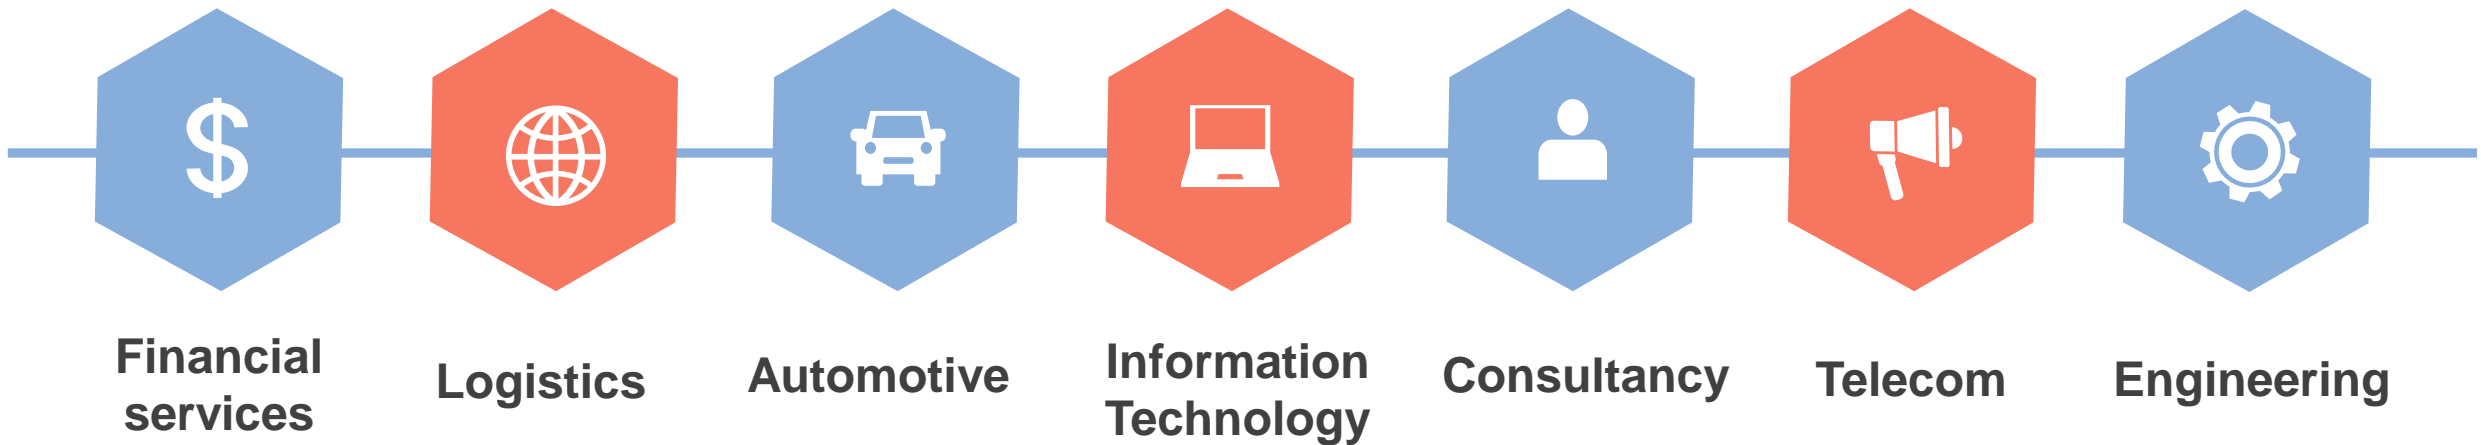 $
Financial
services
Logistics
Automotive
Information
Technology
Consultancy
Telecom
Engineering